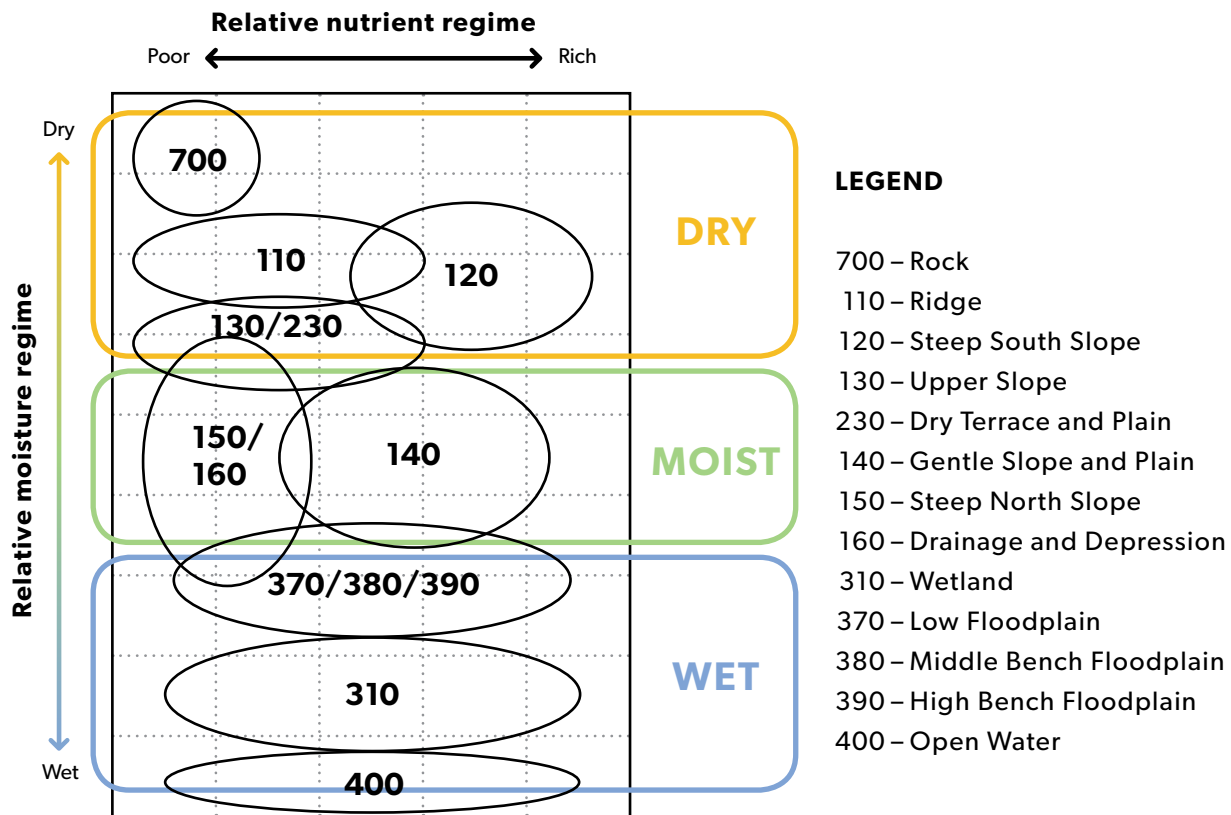 Relative nutrient regime
Poor
Rich
Dry
Relative moisture regime
Wet
700
110
120
130/230
150/
160
140
370/380/390
310
400
DRY
MOIST
WET
LEGEND
700 – Rock
110 – Ridge
120 – Steep South Slope
130 – Upper Slope
230 – Dry Terrace and Plain
140 – Gentle Slope and Plain
150 – Steep North Slope
160 – Drainage and Depression
310 – Wetland
370 – Low Floodplain
380 – Middle Bench Floodplain
390 – High Bench Floodplain
400 – Open Water